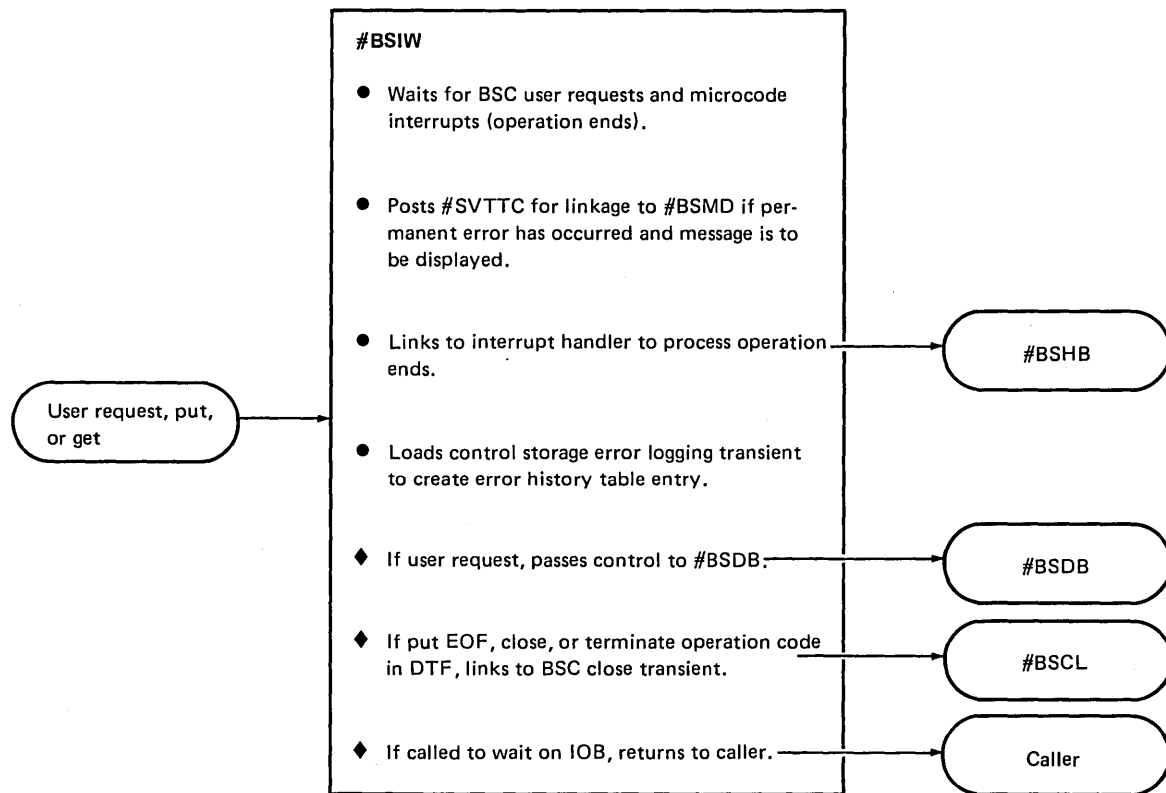 #BSIW
● Waits for BSC user requests and microcode
interrupts (operation ends).
● Posts #SVTTC for linkage to #BSMD if per-
manent error has occurred and message is to
be displayed.
● Links to interrupt handler to process operation
ends.
#BSHB
User request, put,
or get
● Loads control storage error logging transient
to create error history table entry.
♦ If user request, passes control to #BSDB.
#BSDB
♦ If put EOF, close, or terminate operation code
in DTF, links to BSC close transient.
#BSCL
♦ If called to wait on IOB, returns to caller.
Caller